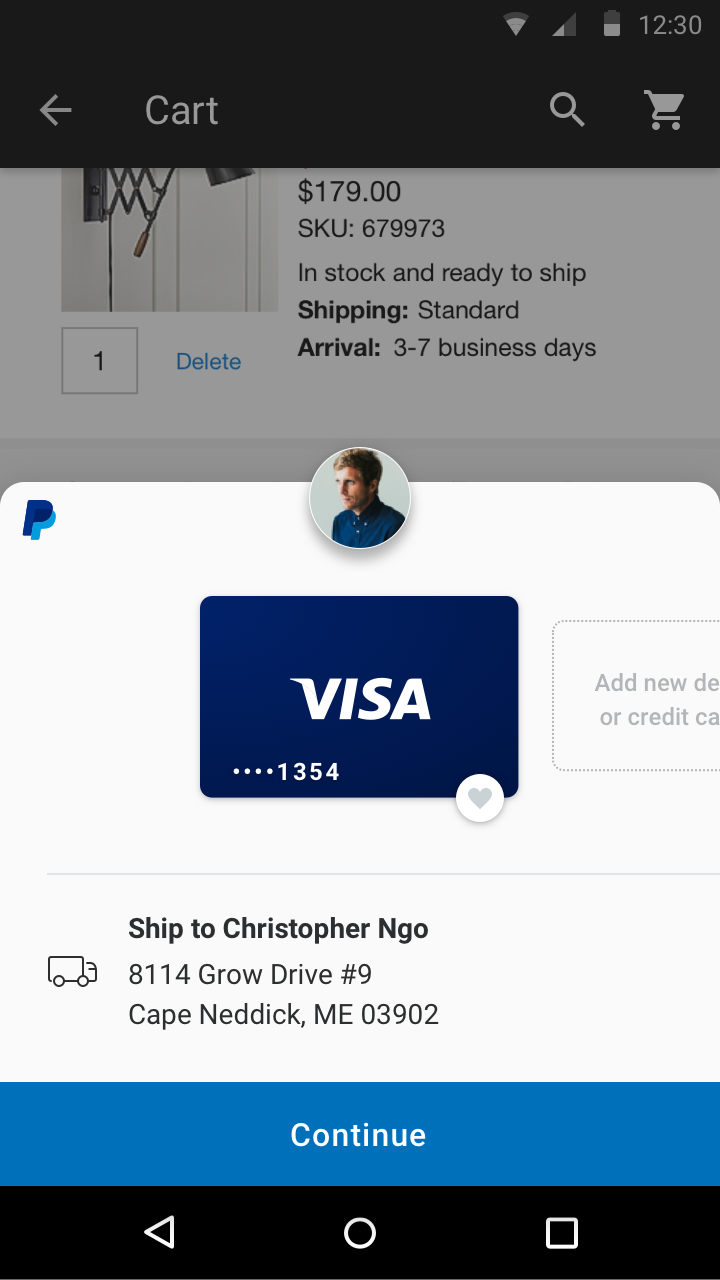 12:30
Cart
$179.00
SKU: 679973
In stock and ready to ship
Shipping: Standard
Arrival: 3-7 business days
1
Delete
VISA
••••1354
Add new de
or credit ca
Ship to Christopher Ngo
8114 Grow Drive #9
Cape Neddick, ME 03902
Continue